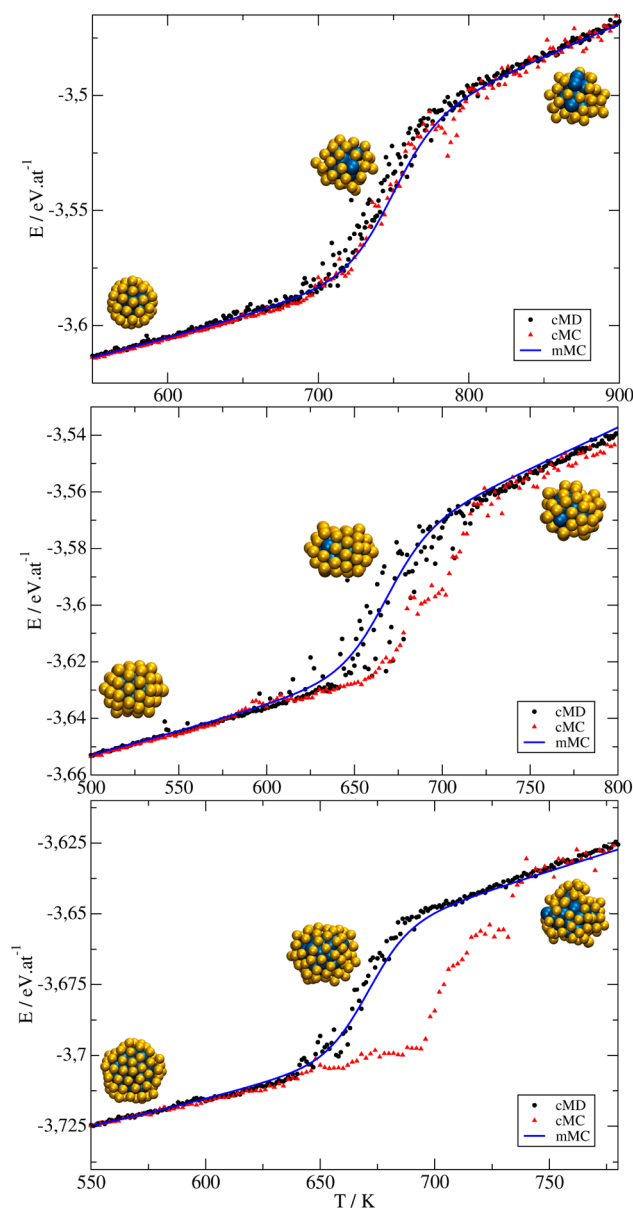 -3,5
-3,55
-3,6
E / eV.at⁻¹
600
700
800
900
cMD
cMC
mMC
-3,54
-3,56
-3,58
-3,6
-3,62
-3,64
-3,66
E / eV.at⁻¹
500
550
600
650
700
750
800
cMD
cMC
mMC
-3,625
-3,65
-3,675
-3,7
-3,725
E / eV.at⁻¹
550
600
650
700
750
T / K
cMD
cMC
mMC